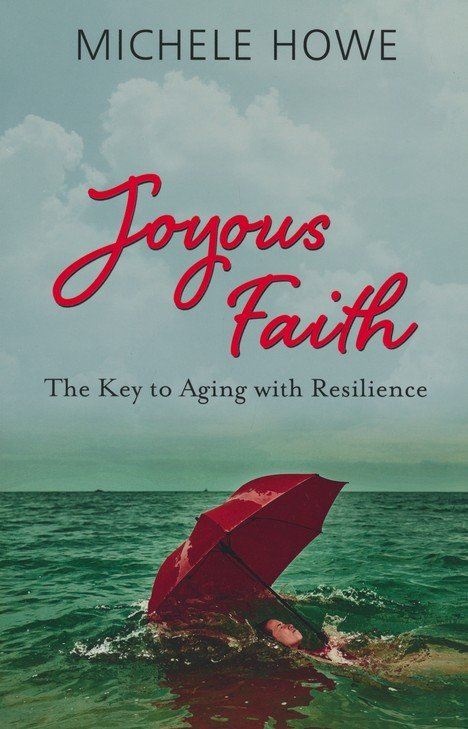 MICHELE HOWE
Joyous
Faith
The Key to Aging with Resilience